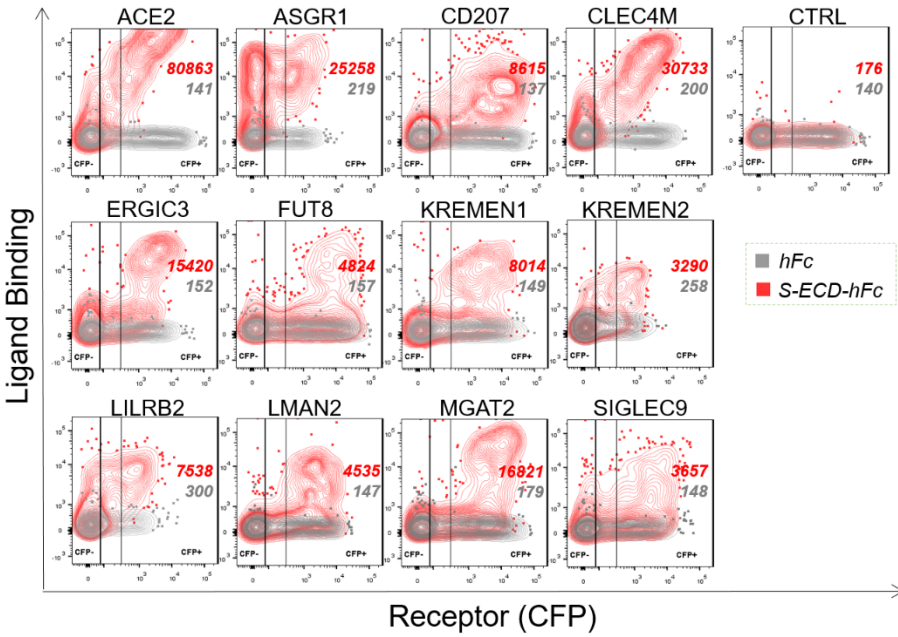 ACE2 ASGR1 CD207 CLEC4M CTRL
80863 25258 8615 30733 176
141 219 137 200 140
CFP- CFP+ CFP- CFP+ CFP- CFP+ CFP- CFP+ CFP- CFP+
ERGIC3 FUT8 KREMEN1 KREMEN2
15420 4824 8014 3290
152 157 149 258
CFP- CFP+ CFP- CFP+ CFP- CFP+ CFP- CFP+
hFc
S-ECD-hFc
LILRB2 LMAN2 MGAT2 SIGLEC9
7538 4535 16821 3657
300 147 179 148
CFP- CFP+ CFP- CFP+ CFP- CFP+ CFP- CFP+
Ligand Binding
Receptor (CFP)